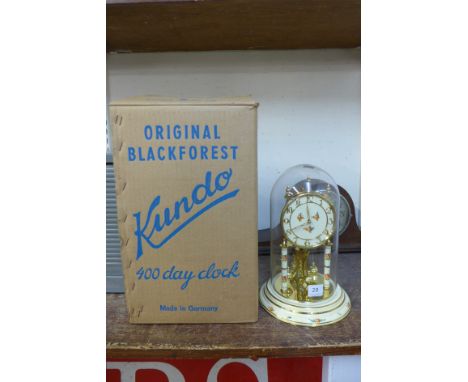 ORIGINAL
BLACKFOREST
Kundo
400 day clock
Made in Germany